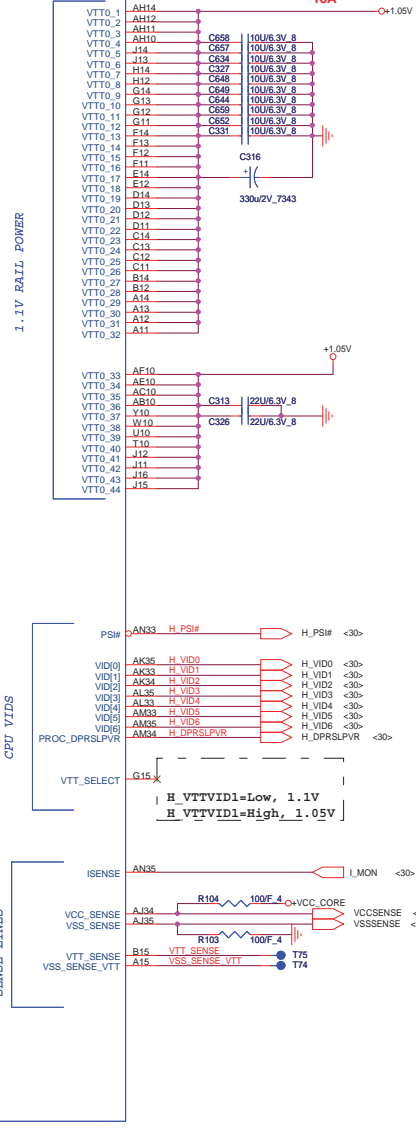 18A
+1.05V
VTT0_1 AH14
VTT0_2 AH12
VTT0_3 AH11
VTT0_4 AH10 C658 10U/6.3V_8
VTT0_5 J14 C657 10U/6.3V_8
VTT0_6 J13 C634 10U/6.3V_8
VTT0_7 H14 C327 10U/6.3V_8
VTT0_8 H12 C648 10U/6.3V_8
VTT0_9 G14 C649 10U/6.3V_8
VTT0_10 G13 C644 10U/6.3V_8
VTT0_11 G12 C659 10U/6.3V_8
VTT0_12 G11 C652 10U/6.3V_8
VTT0_13 F14 C331 10U/6.3V_8
VTT0_14 F13
VTT0_15 F12
VTT0_16 F11
VTT0_17 E14
VTT0_18 E12
VTT0_19 D14
VTT0_20 D13
VTT0_21 D12
VTT0_22 D11
VTT0_23 C14
VTT0_24 C13
VTT0_25 C12
VTT0_26 C11
VTT0_27 B14
VTT0_28 B12
VTT0_29 A14
VTT0_30 A13
VTT0_31 A12
VTT0_32 A11
C316
+
330u/2V_7343
1.1V RAIL POWER
+1.05V
VTT0_33 AF10
VTT0_34 AE10
VTT0_35 AC10
VTT0_36 AB10 C313 22U/6.3V_8
VTT0_37 Y10 C326 22U/6.3V_8
VTT0_38 W10
VTT0_39 U10
VTT0_40 T10
VTT0_41 J12
VTT0_42 J11
VTT0_43 J16
VTT0_44 J15
CPU VIDS
PSI# AN33 H_PSI# H_PSI# <30>
VID[0] AK35 H_VID0 H_VID0 <30>
VID[1] AK33 H_VID1 H_VID1 <30>
VID[2] AK34 H_VID2 H_VID2 <30>
VID[3] AL35 H_VID3 H_VID3 <30>
VID[4] AL33 H_VID4 H_VID4 <30>
VID[5] AM33 H_VID5 H_VID5 <30>
VID[6] AM35 H_VID6 H_VID6 <30>
PROC_DPRSLPVR AM34 H_DPRSLPVR H_DPRSLPVR <30>
VTT_SELECT G15
H_VTTVID1=Low, 1.1V
H_VTTVID1=High, 1.05V
ISENSE AN35 I_MON <30>
R104 100/F_4 +VCC_CORE
VCC_SENSE AJ34 VCCSENSE <
VSS_SENSE AJ35 VSSSENSE <
R103 100/F_4
VTT_SENSE B15 VTT_SENSE T75
VSS_SENSE_VTT A15 VSS_SENSE_VTT T74